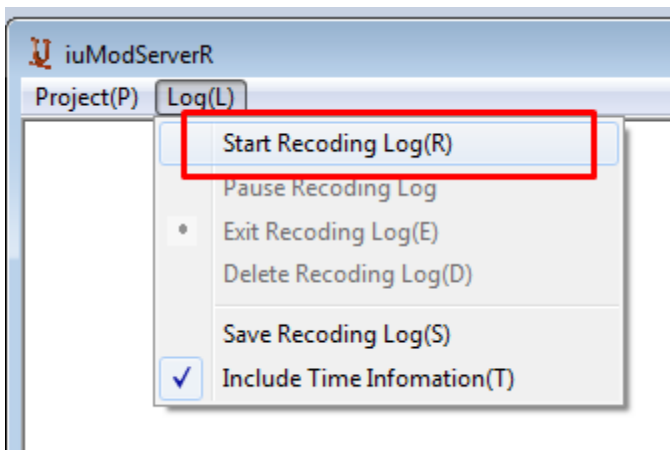 iuModServerR
Project(P) Log(L)
Start Recoding Log(R)
Pause Recoding Log
Exit Recoding Log(E)
Delete Recoding Log(D)
Save Recoding Log(S)
Include Time Infomation(T)